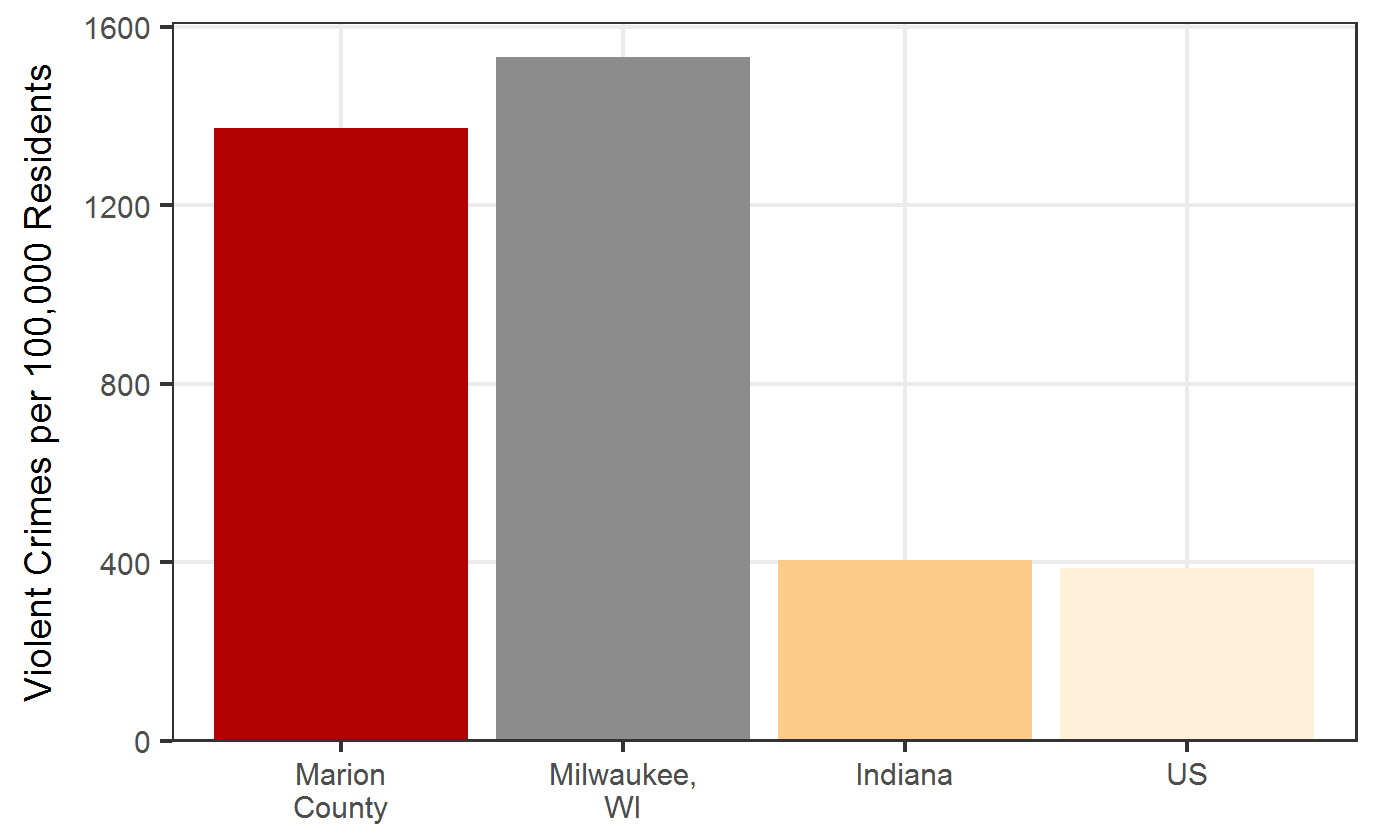 Violent Crimes per 100,000 Residents
1600
1200
800
400
0
Marion
County
Milwaukee,
WI
Indiana
US